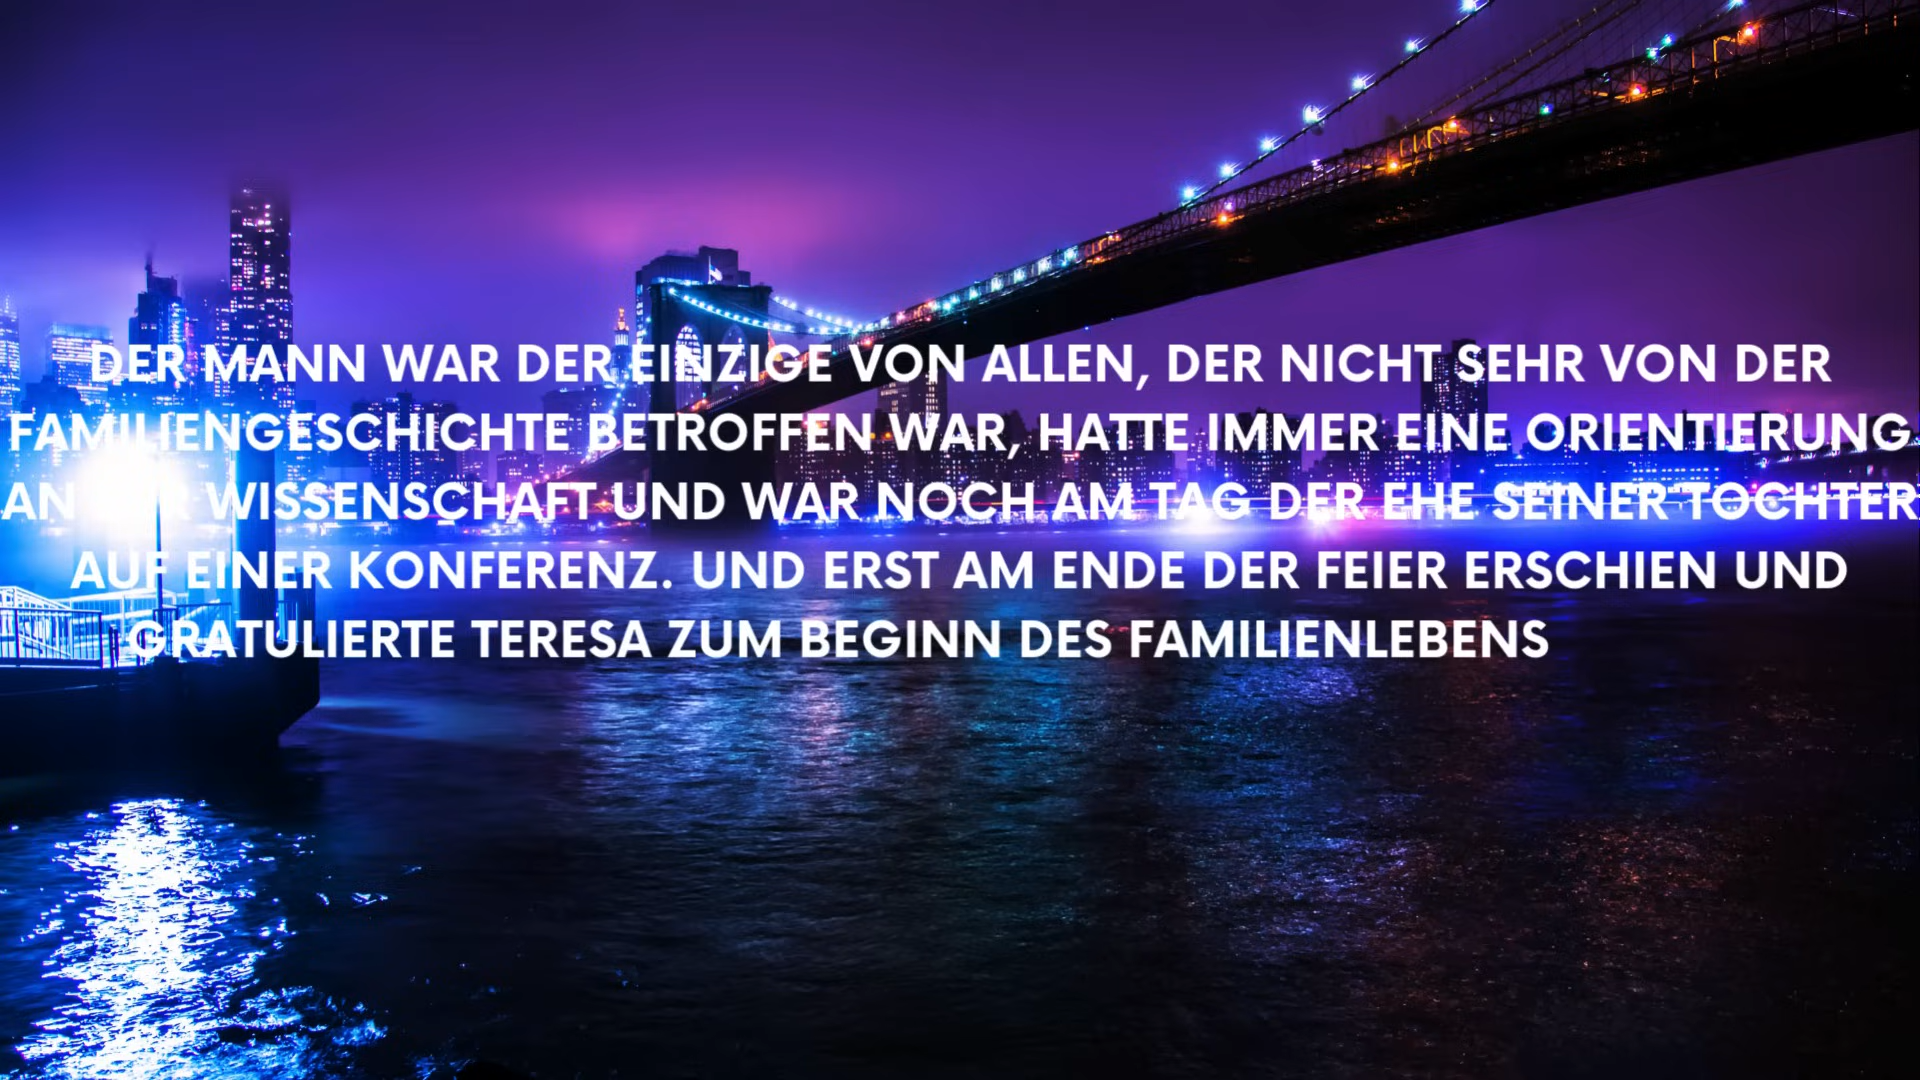 DER MANN WAR DER EINZIGE VON ALLEN, DER NICHT SEHR VON DER
FAMILIENGESCHICHTE BETROFFEN WAR, HATTE IMMER EINE ORIENTIERUNG
AN WISSENSCHAFT UND WAR NOCH AM TAG DER EHE SEINER TOCHTER
AUF EINER KONFERENZ. UND ERST AM ENDE DER FEIER ERSCHIEN UND
GRATULIERTE TERESA ZUM BEGINN DES FAMILIENLEBENS